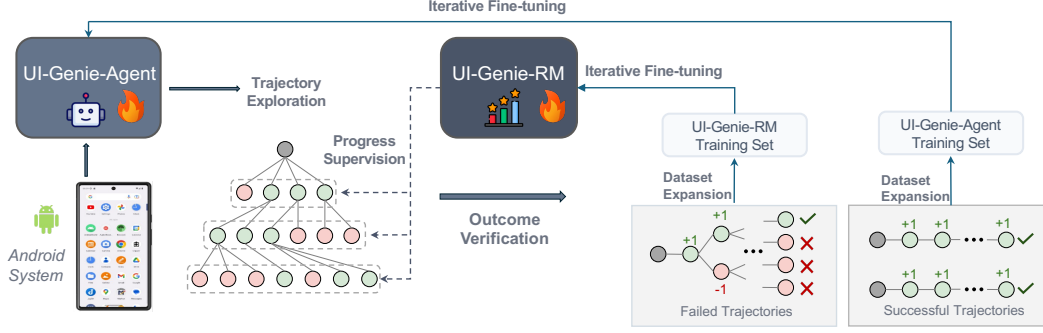 Iterative Fine-tuning
UI-Genie-Agent
Trajectory
Exploration
UI-Genie-RM
Iterative Fine-tuning
UI-Genie-RM
Training Set
UI-Genie-Agent
Training Set
Progress
Supervision
Dataset
Expansion
Dataset
Expansion
Outcome
Verification
Android
System
+1
+1
-1
Failed Trajectories
+1
+1
+1
+1
+1
+1
Successful Trajectories